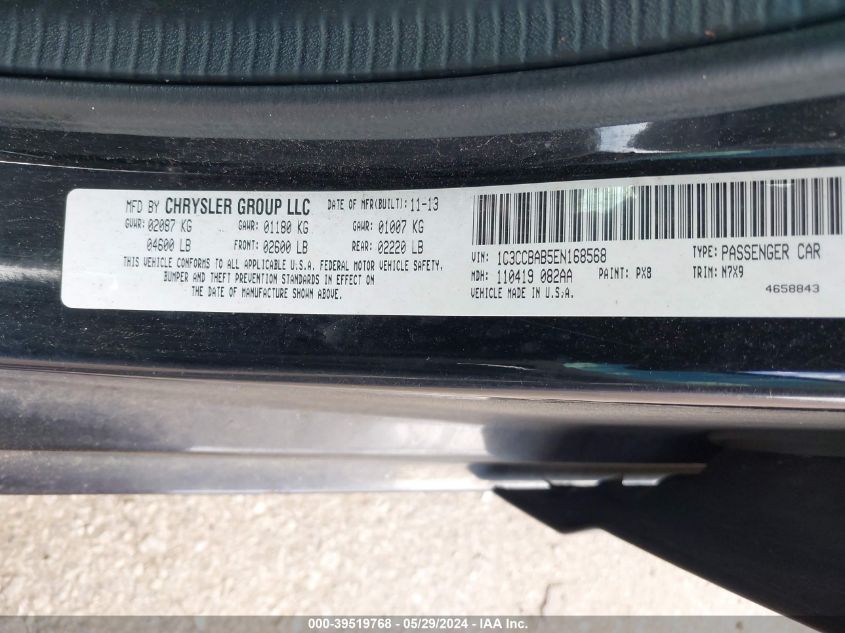 MFD BY CHRYSLER GROUP LLC DATE OF MFR(BUILT): 11-13
GVWR: 02087 KG GAWR: 01180 KG GAWR: 01007 KG
04600 LB FRONT: 02600 LB REAR: 02220 LB
THIS VEHICLE CONFORMS TO ALL APPLICABLE U.S.A. FEDERAL MOTOR VEHICLE SAFETY,
BUMPER AND THEFT PREVENTION STANDARDS IN EFFECT ON
THE DATE OF MANUFACTURE SHOWN ABOVE.
VIN: 1C3CCBAB5EN168568 TYPE: PASSENGER CAR
MDH: 110419 082AA PAINT: PX8 TRIM: N7X9
VEHICLE MADE IN U.S.A. 4658843
000-39519768 - 05/29/2024 - IAA Inc.